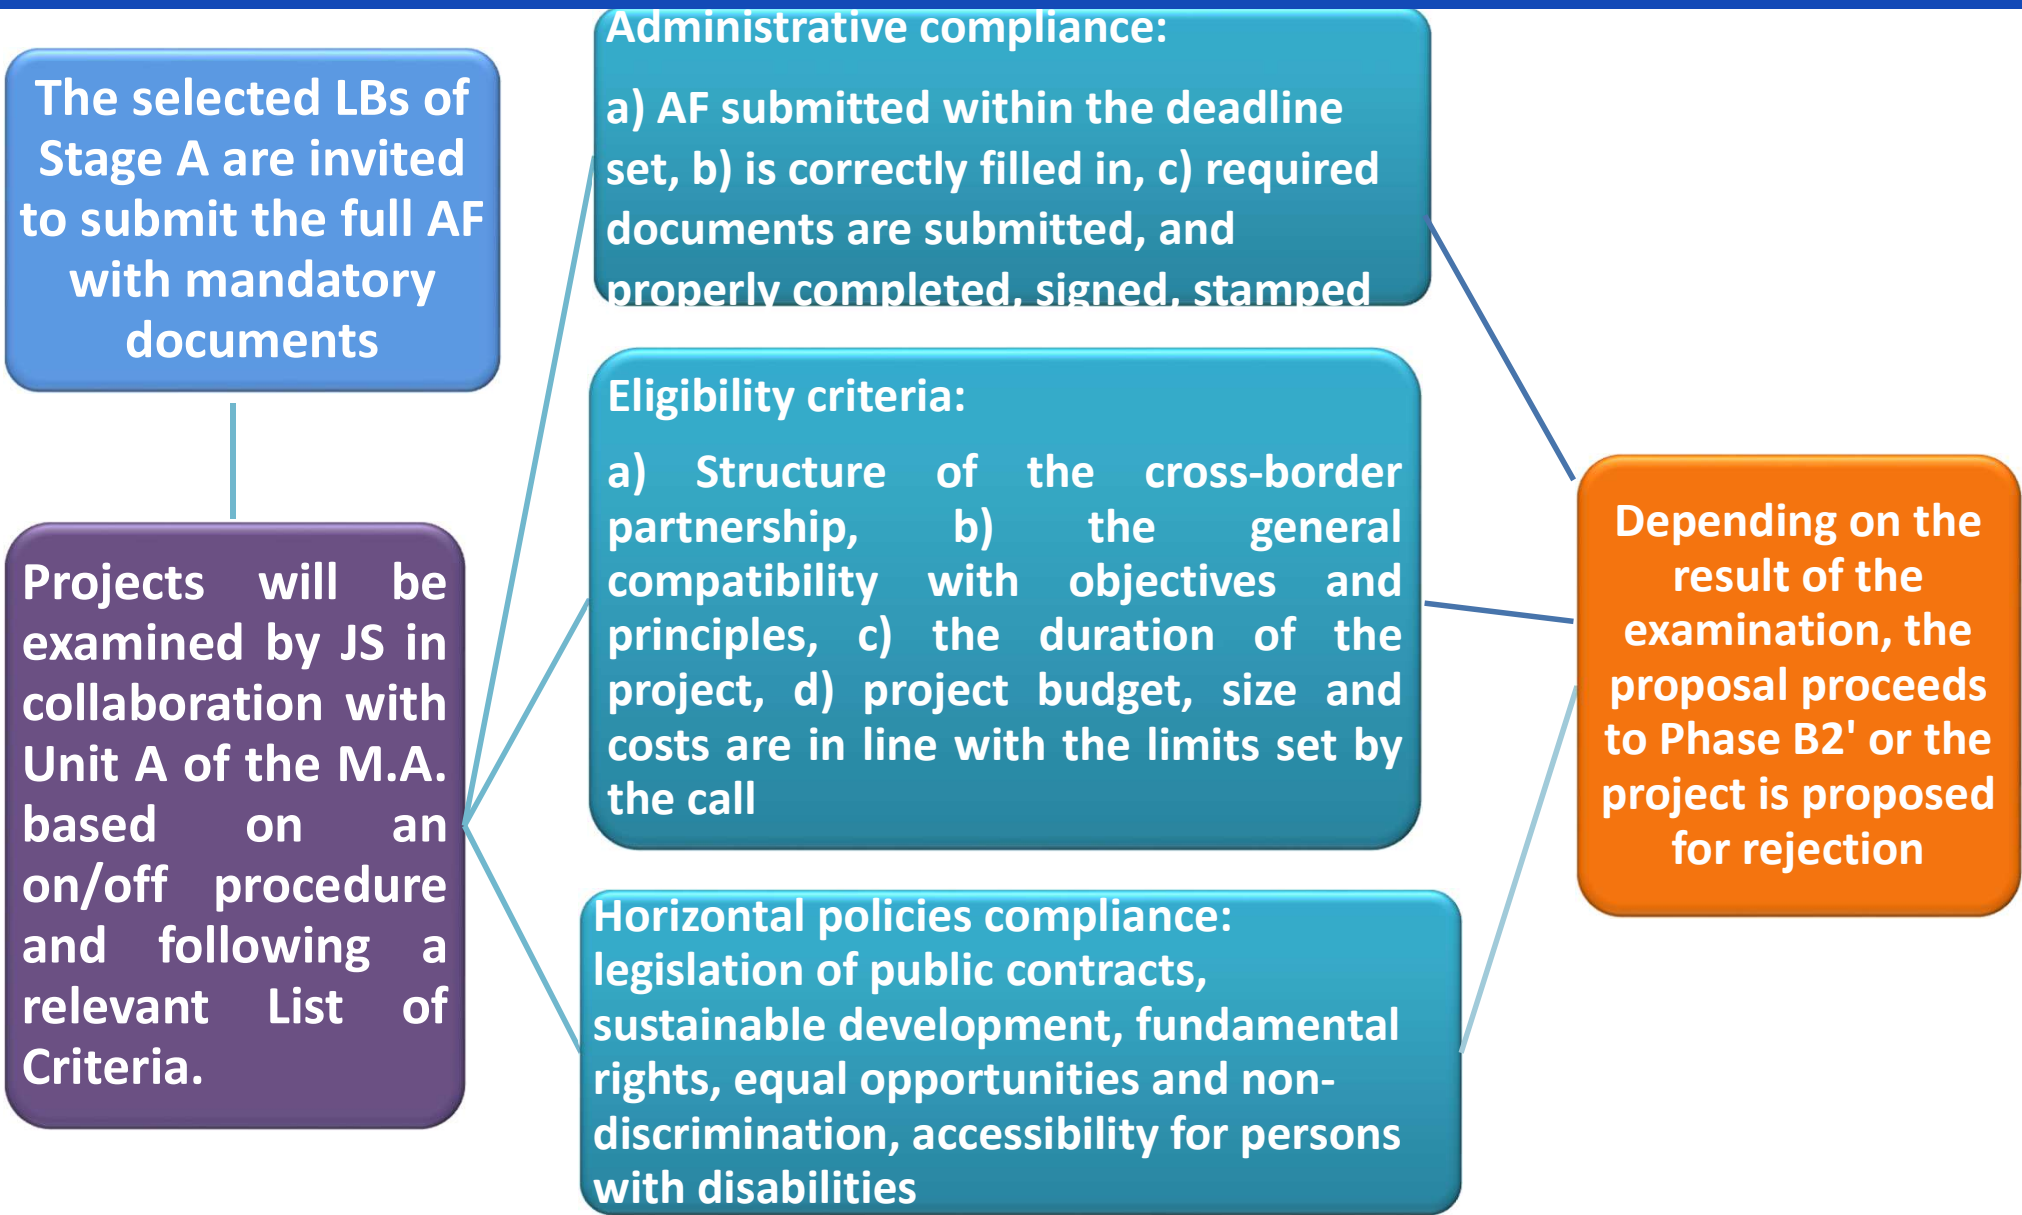 The selected LBs of
Stage A are invited
to submit the full AF
with mandatory
documents
Projects will be
examined by JS in
collaboration with
Unit A of the M.A.
based on an
on/off procedure
and following a
relevant List of
Criteria.
Administrative compliance:
a) AF submitted within the deadline
set, b) is correctly filled in, c) required
documents are submitted, and
properly completed, signed, stamped
Eligibility criteria:
a) Structure of the cross-border
partnership, b) the general
compatibility with objectives and
principles, c) the duration of the
project, d) project budget, size and
costs are in line with the limits set by
the call
Horizontal policies compliance:
legislation of public contracts,
sustainable development, fundamental
rights, equal opportunities and non-
discrimination, accessibility for persons
with disabilities
Depending on the
result of the
examination, the
proposal proceeds
to Phase B2' or the
project is proposed
for rejection